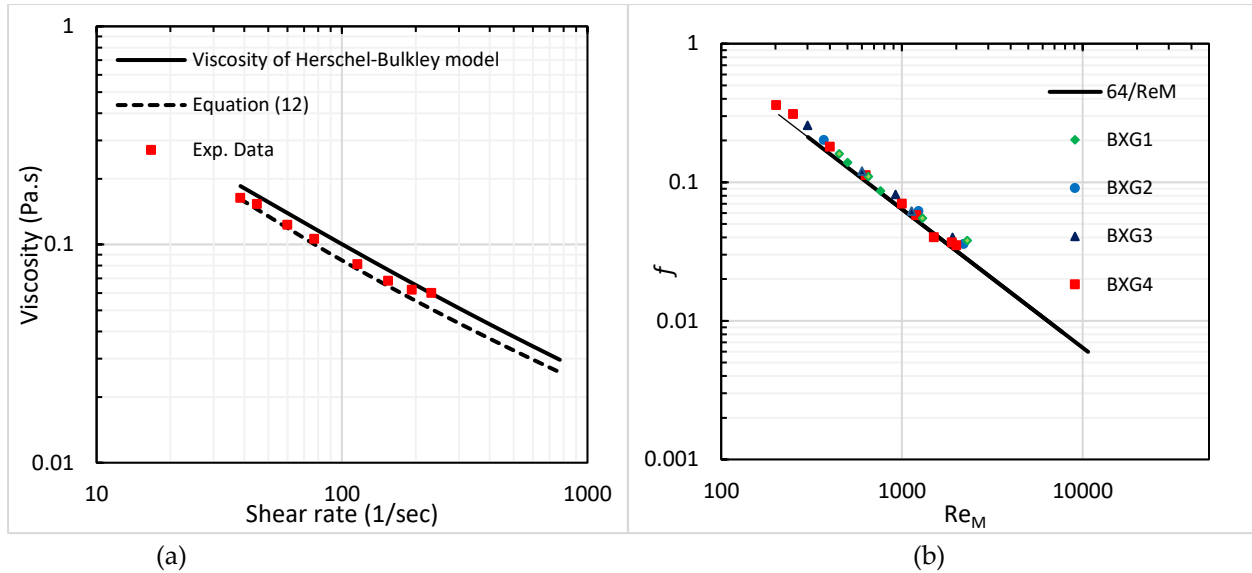 1
Viscosity of Herschel-Bulkley model
Equation (12)
Exp. Data
Viscosity (Pa.s)
0.1
0.01
10
100
1000
Shear rate (1/sec)
(a)
1
64/ReM
BXG1
BXG2
BXG3
BXG4
f
0.1
0.01
0.001
100
1000
10000
ReM
(b)